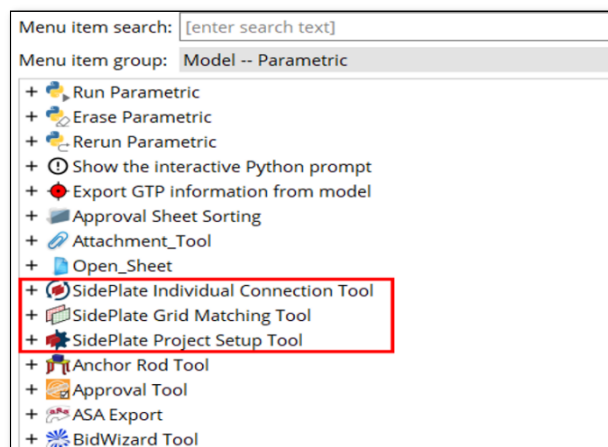 Menu item search: [enter search text]
Menu item group: Model -- Parametric
+ Run Parametric
+ Erase Parametric
+ Rerun Parametric
+ Show the interactive Python prompt
+ Export GTP information from model
+ Approval Sheet Sorting
+ Attachment_Tool
+ Open_Sheet
+ SidePlate Individual Connection Tool
+ SidePlate Grid Matching Tool
+ SidePlate Project Setup Tool
+ Anchor Rod Tool
+ Approval Tool
+ ASA Export
+ BidWizard Tool